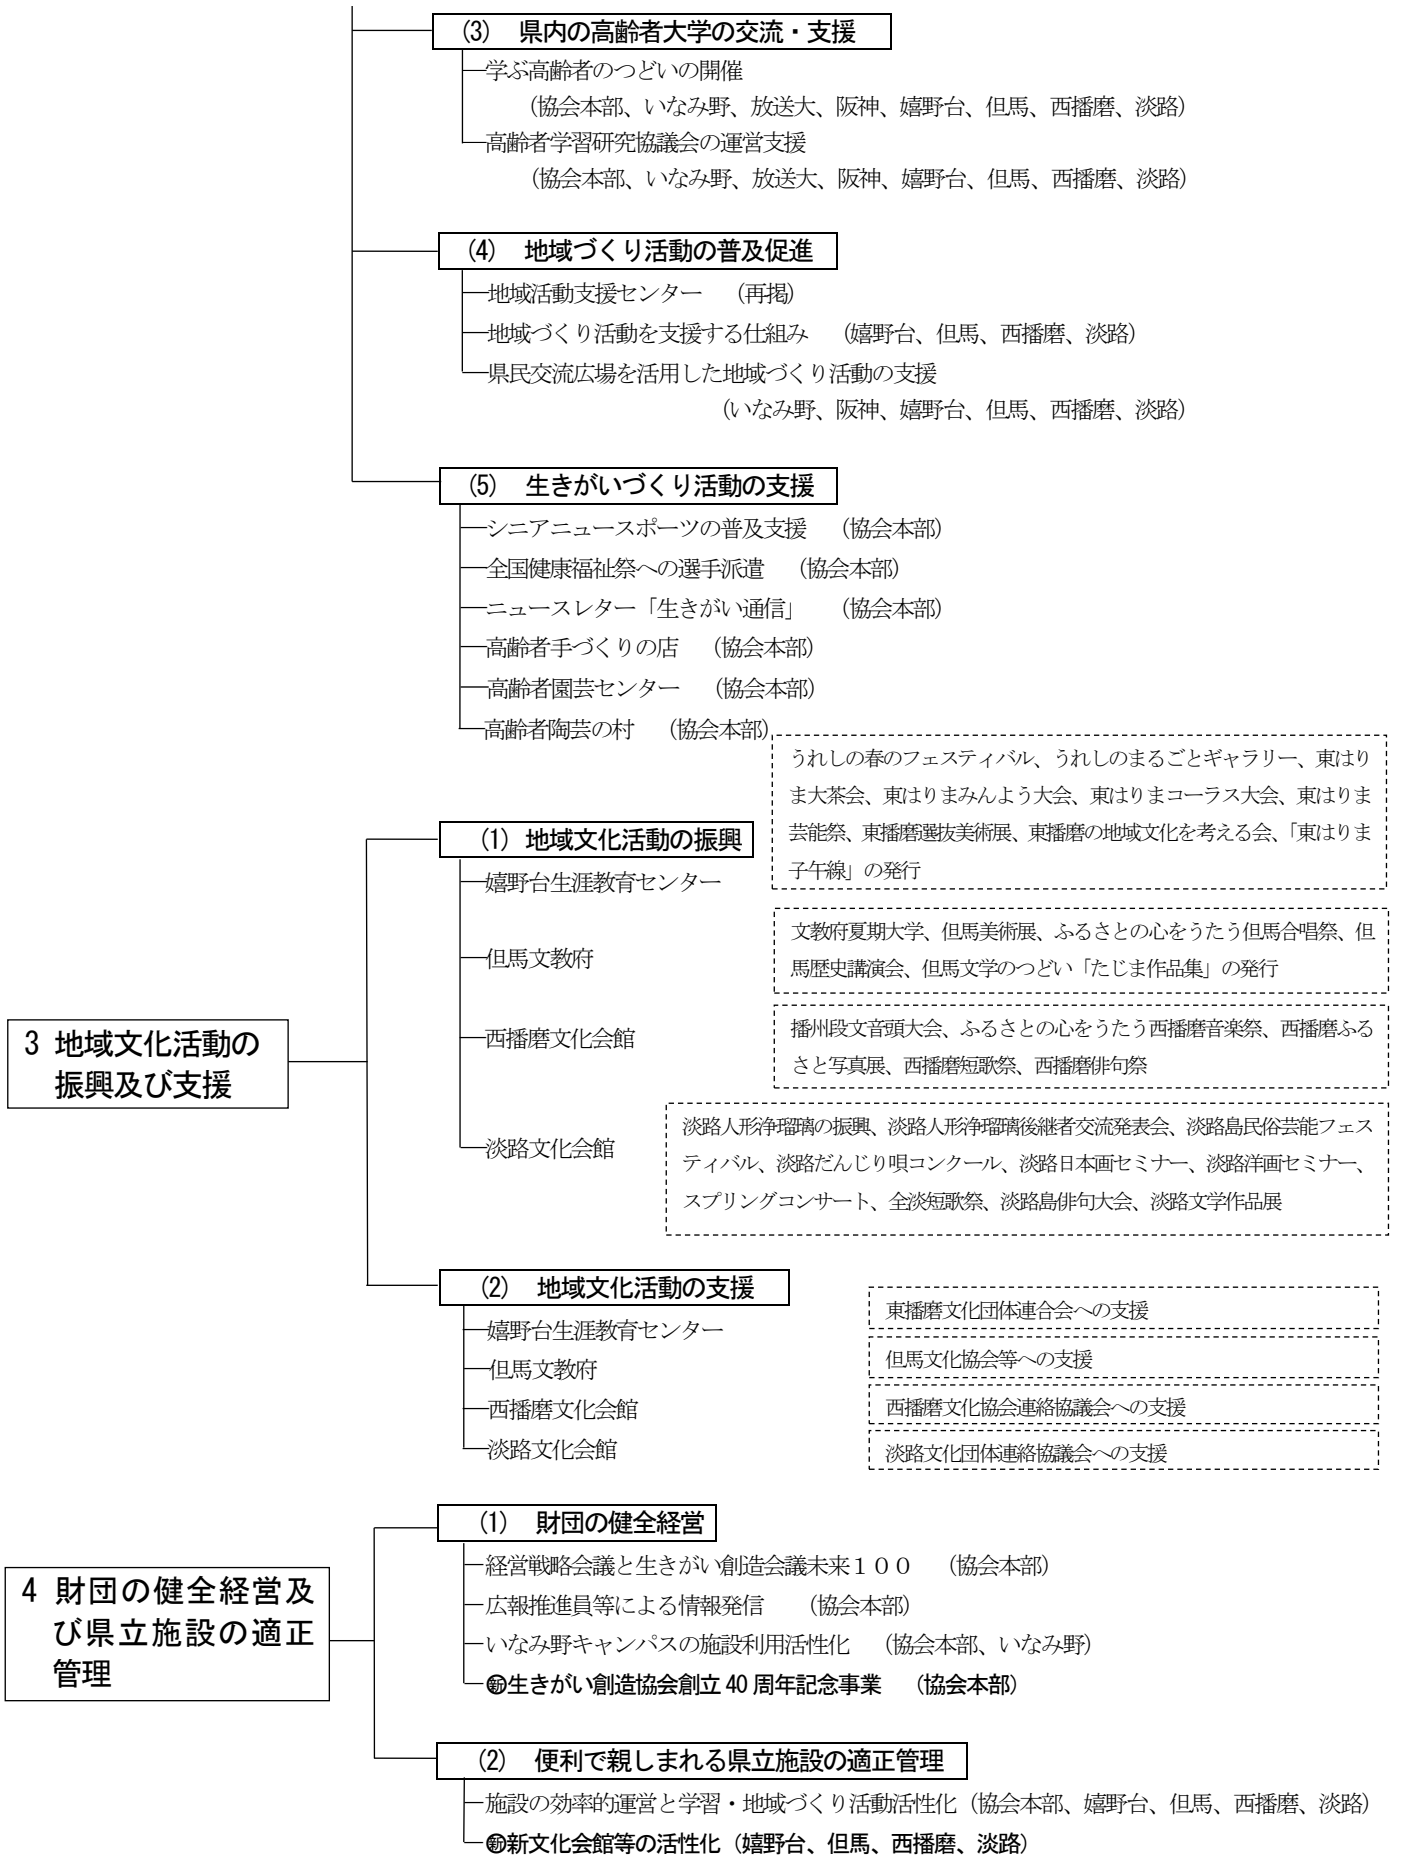 (3) 県内の高齢者大学の交流・支援
学ぶ高齢者のつどいの開催
(協会本部、いなみ野、放送大、阪神、嬉野台、但馬、西播磨、淡路)
高齢者学習研究協議会の運営支援
(協会本部、いなみ野、放送大、阪神、嬉野台、但馬、西播磨、淡路)
(4) 地域づくり活動の普及促進
地域活動支援センター (再掲)
地域づくり活動を支援する仕組み (嬉野台、但馬、西播磨、淡路)
県民交流広場を活用した地域づくり活動の支援
(いなみ野、阪神、嬉野台、但馬、西播磨、淡路)
(5) 生きがいづくり活動の支援
シニアニュースポーツの普及支援 (協会本部)
全国健康福祉祭への選手派遣 (協会本部)
ニュースレター「生きがい通信」 (協会本部)
高齢者手づくりの店 (協会本部)
高齢者園芸センター (協会本部)
高齢者陶芸の村 (協会本部)
3 地域文化活動の
振興及び支援
(1) 地域文化活動の振興
嬉野台生涯教育センター
うれしの春のフェスティバル、うれしのまるごとギャラリー、東はり
ま大茶会、東はりまみんよう大会、東はりまコーラス大会、東はりま
芸能祭、東播磨選抜美術展、東播磨の地域文化を考える会、「東はりま
子午線」の発行
但馬文教府
文教府夏期大学、但馬美術展、ふるさとの心をうたう但馬合唱祭、但
馬歴史講演会、但馬文学のつどい「たじま作品集」の発行
西播磨文化会館
播州段文音頭大会、ふるさとの心をうたう西播磨音楽祭、西播磨ふる
さと写真展、西播磨短歌祭、西播磨俳句祭
淡路文化会館
淡路人形浄瑠璃の振興、淡路人形浄瑠璃後継者交流発表会、淡路島民俗芸能フェス
ティバル、淡路だんじり唄コンクール、淡路日本画セミナー、淡路洋画セミナー、
スプリングコンサート、全淡短歌祭、淡路島俳句大会、淡路文学作品展
(2) 地域文化活動の支援
嬉野台生涯教育センター
東播磨文化団体連合会への支援
但馬文教府
但馬文化協会等への支援
西播磨文化会館
西播磨文化協会連絡協議会への支援
淡路文化会館
淡路文化団体連絡協議会への支援
4 財団の健全経営及
び県立施設の適正
管理
(1) 財団の健全経営
経営戦略会議と生きがい創造会議未来１００ (協会本部)
広報推進員等による情報発信 (協会本部)
いなみ野キャンパスの施設利用活性化 (協会本部、いなみ野)
㊟生きがい創造協会創立 40 周年記念事業 (協会本部)
(2) 便利で親しまれる県立施設の適正管理
施設の効率的運営と学習・地域づくり活動活性化 (協会本部、嬉野台、但馬、西播磨、淡路)
新新文化会館等の活性化 (嬉野台、但馬、西播磨、淡路)